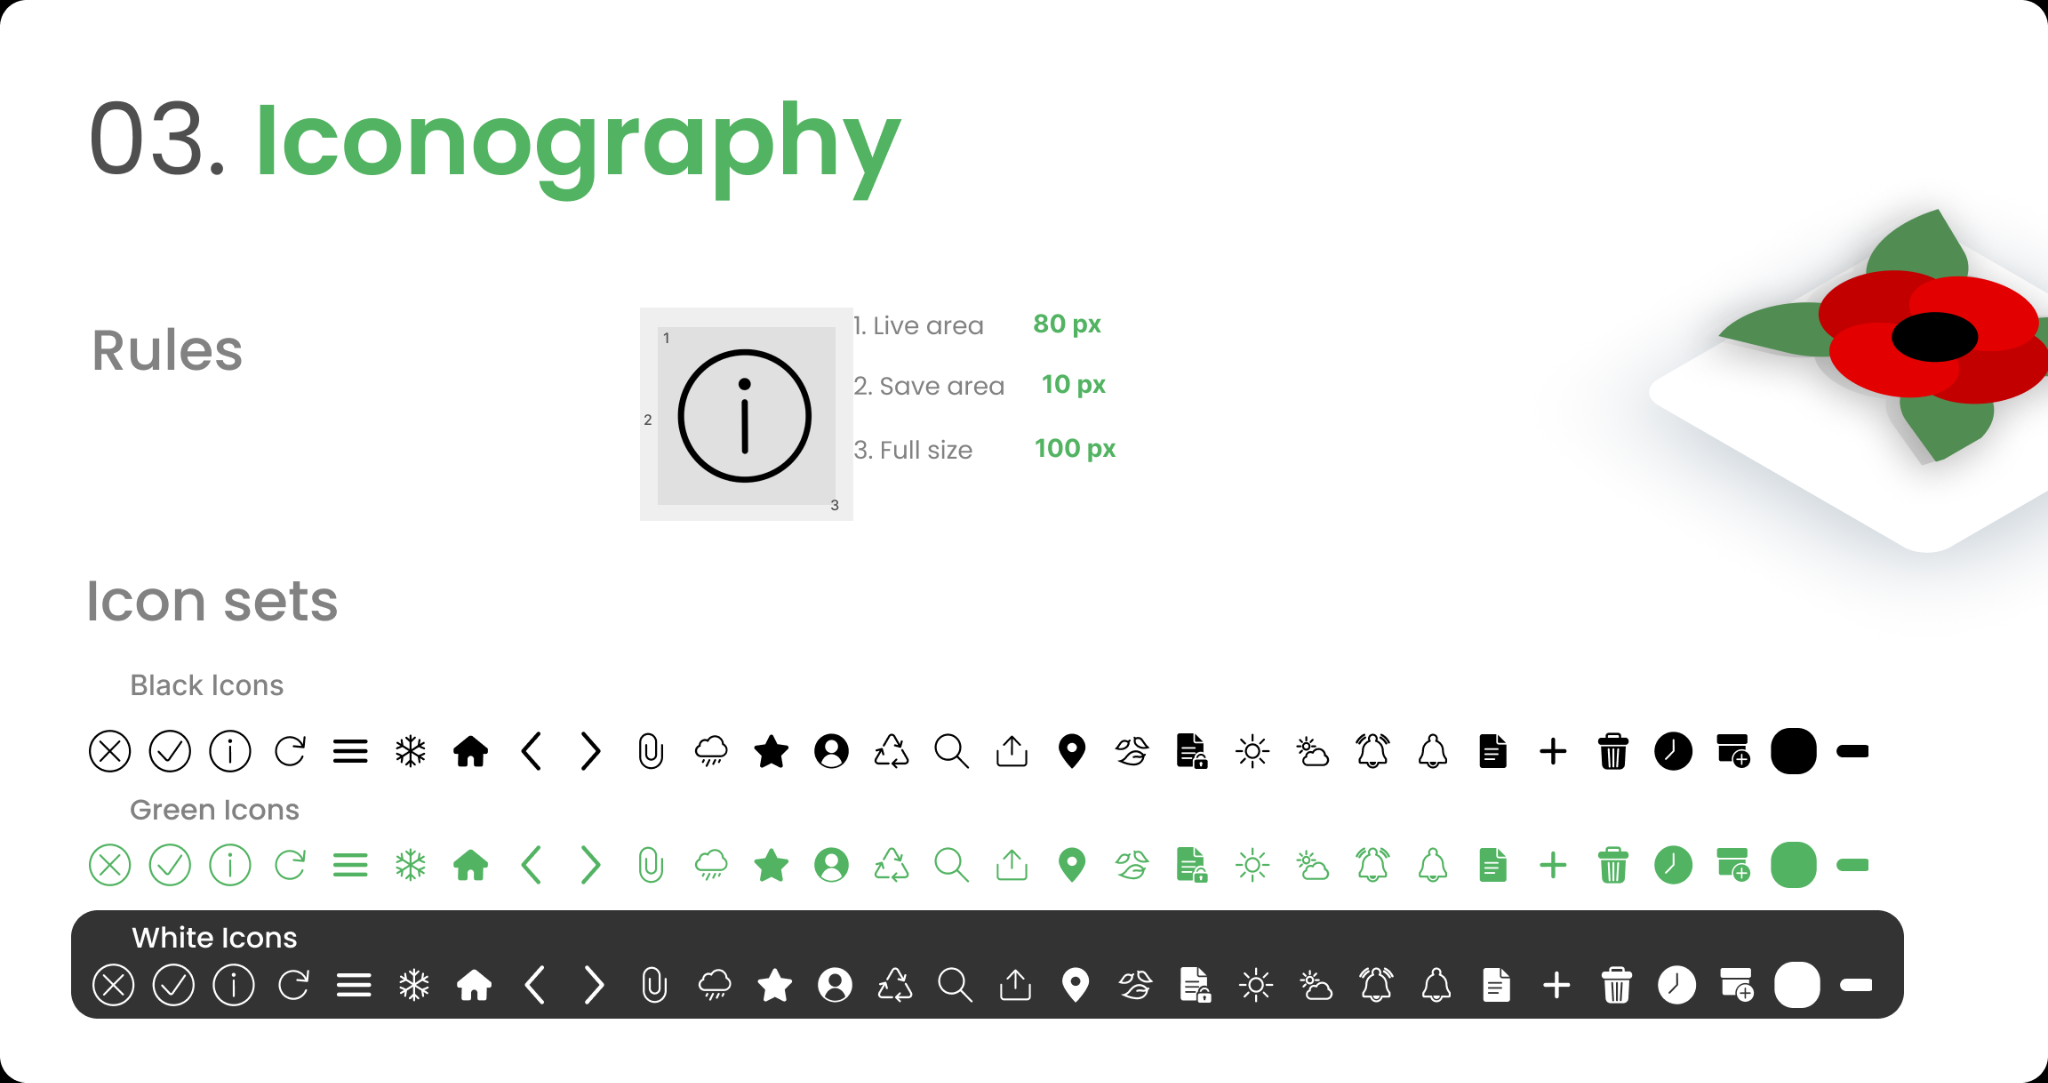 03. Iconography
Rules
1
2
3
1. Live area 80 px
2. Save area 10 px
3. Full size 100 px
Icon sets
Black Icons
Green Icons
White Icons